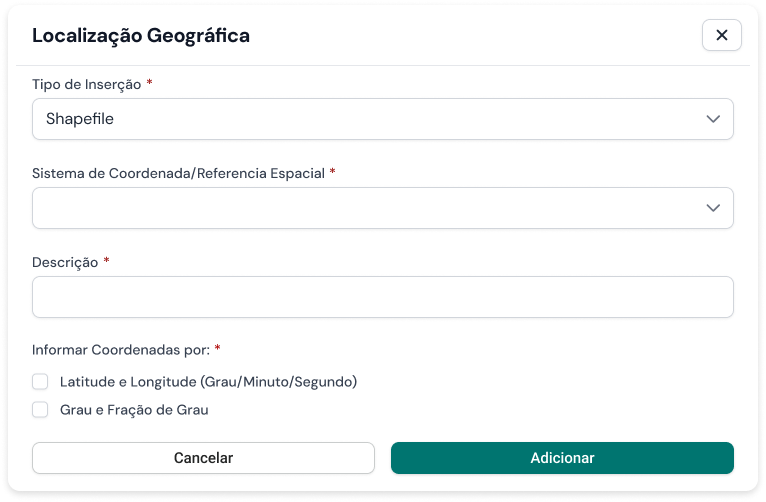 Localização Geográfica
Tipo de Inserção *
Shapefile
Sistema de Coordenada/Referencia Espacial *
Descrição *
Informar Coordenadas por: *
Latitude e Longitude (Grau/Minuto/Segundo)
Grau e Fração de Grau
Cancelar Adicionar